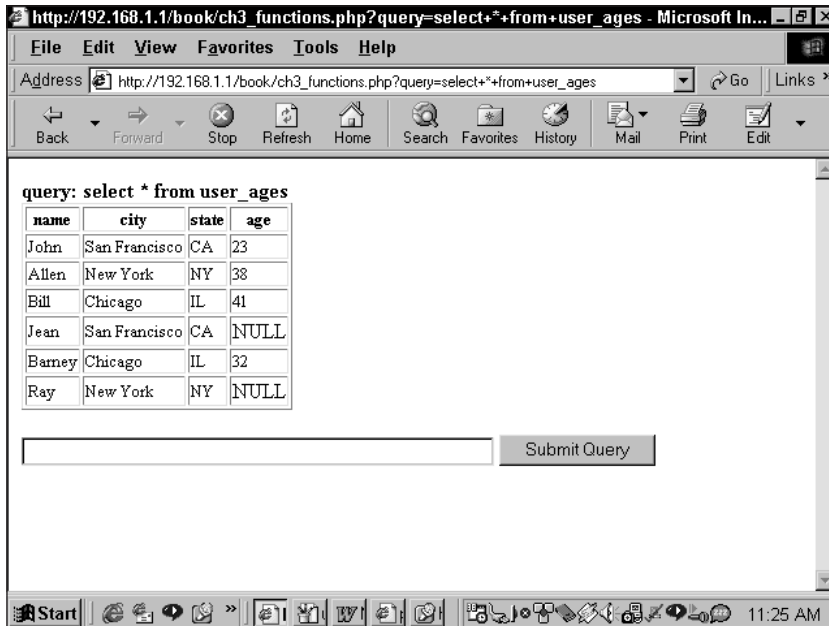 http://192.168.1.1/book/ch3_functions.php?query=select+*+from+user_ages - Microsoft In...
File Edit View Favorites Tools Help
Address http://192.168.1.1/book/ch3_functions.php?query=select+*+from+user_ages Go Links »
Back Forward Stop Refresh Home Search Favorites History Mail Print Edit
query: select * from user_ages
name city state age
John San Francisco CA 23
Allen New York NY 38
Bill Chicago IL 41
Jean San Francisco CA NULL
Barney Chicago IL 32
Ray New York NY NULL
Submit Query
Start » 11:25 AM